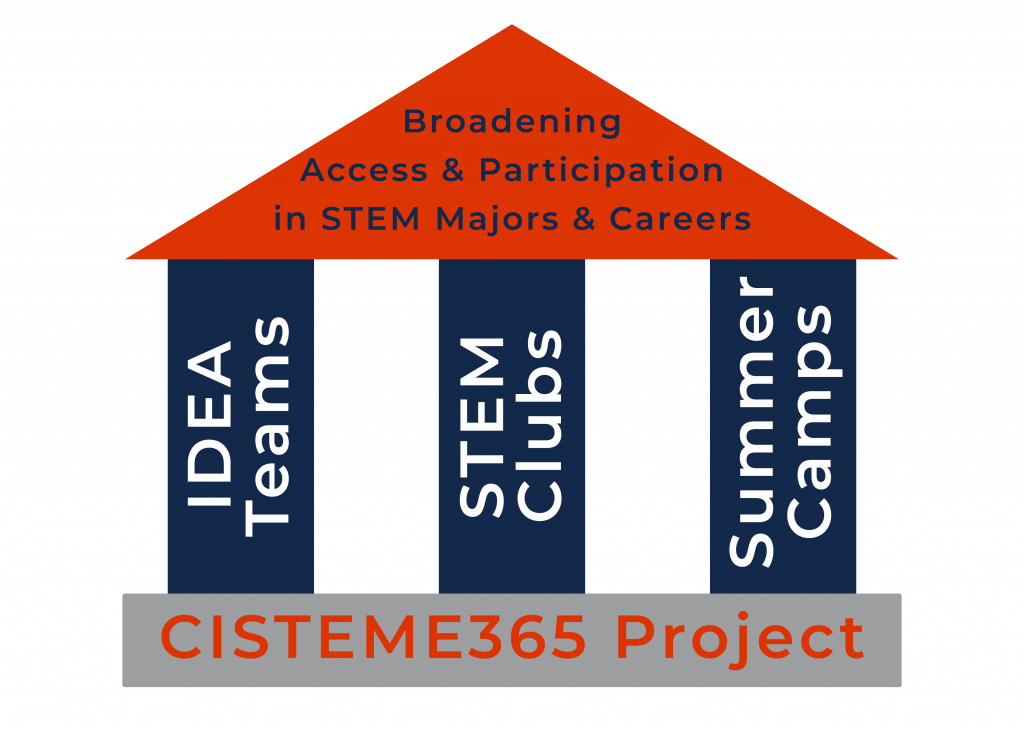 Broadening
Access & Participation
in STEM Majors & Careers
IDEA
Teams
STEM
Clubs
Summer
Camps
CISTEME365 Project